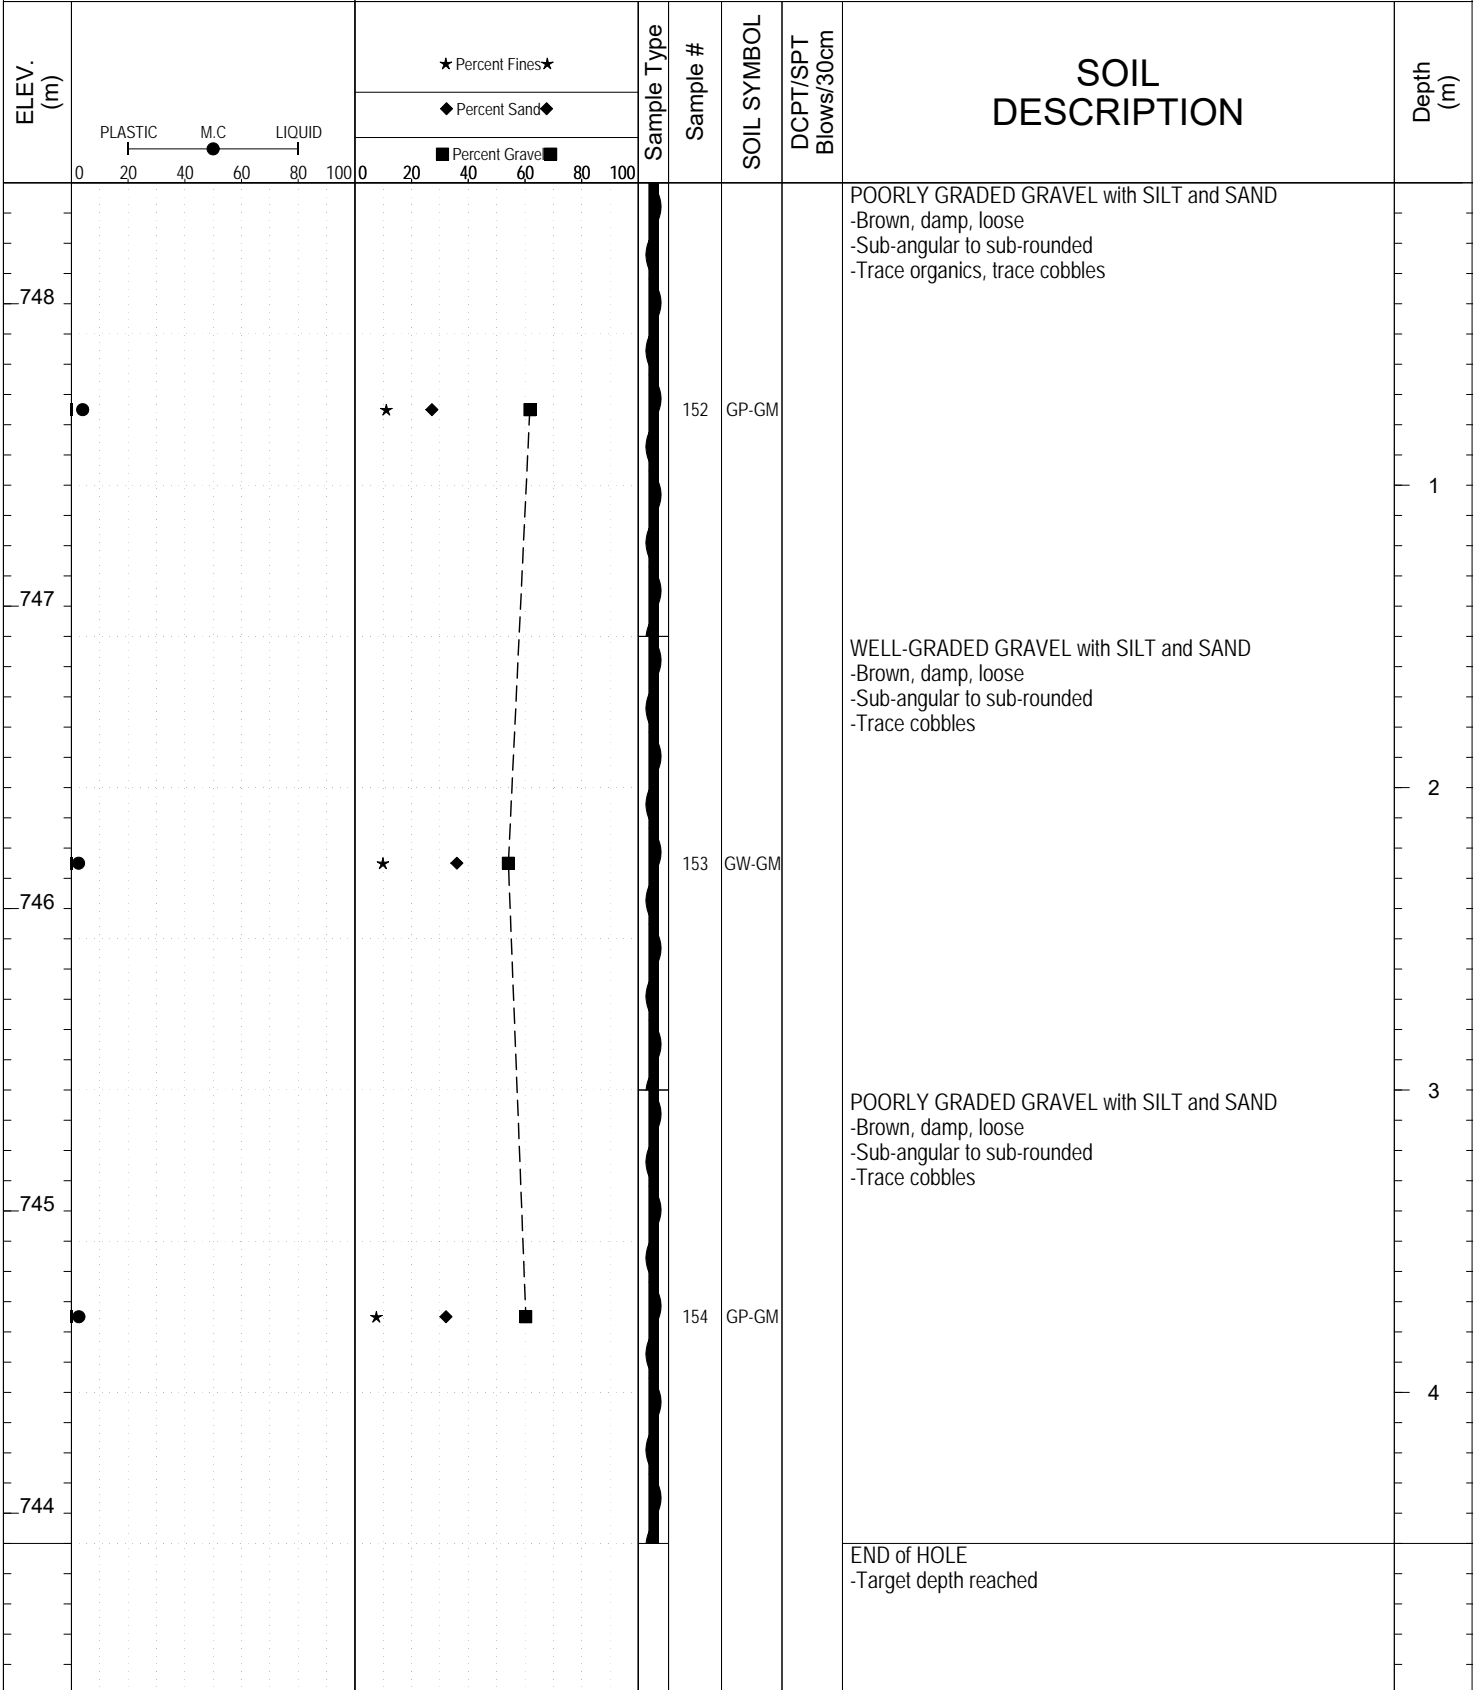 ELEV.
(m)
PLASTIC M.C LIQUID
0 20 40 60 80 100
★ Percent Fines ★
◆ Percent Sand ◆
■ Percent Gravel ■
0 20 40 60 80 100
Sample Type
Sample #
SOIL SYMBOL
DCPT/SPT
Blows/30cm
SOIL
DESCRIPTION
Depth
(m)
POORLY GRADED GRAVEL with SILT and SAND
-Brown, damp, loose
-Sub-angular to sub-rounded
-Trace organics, trace cobbles
748
152 GP-GM
1
747
WELL-GRADED GRAVEL with SILT and SAND
-Brown, damp, loose
-Sub-angular to sub-rounded
-Trace cobbles
2
153 GW-GM
746
3
POORLY GRADED GRAVEL with SILT and SAND
-Brown, damp, loose
-Sub-angular to sub-rounded
-Trace cobbles
745
154 GP-GM
4
744
END of HOLE
-Target depth reached